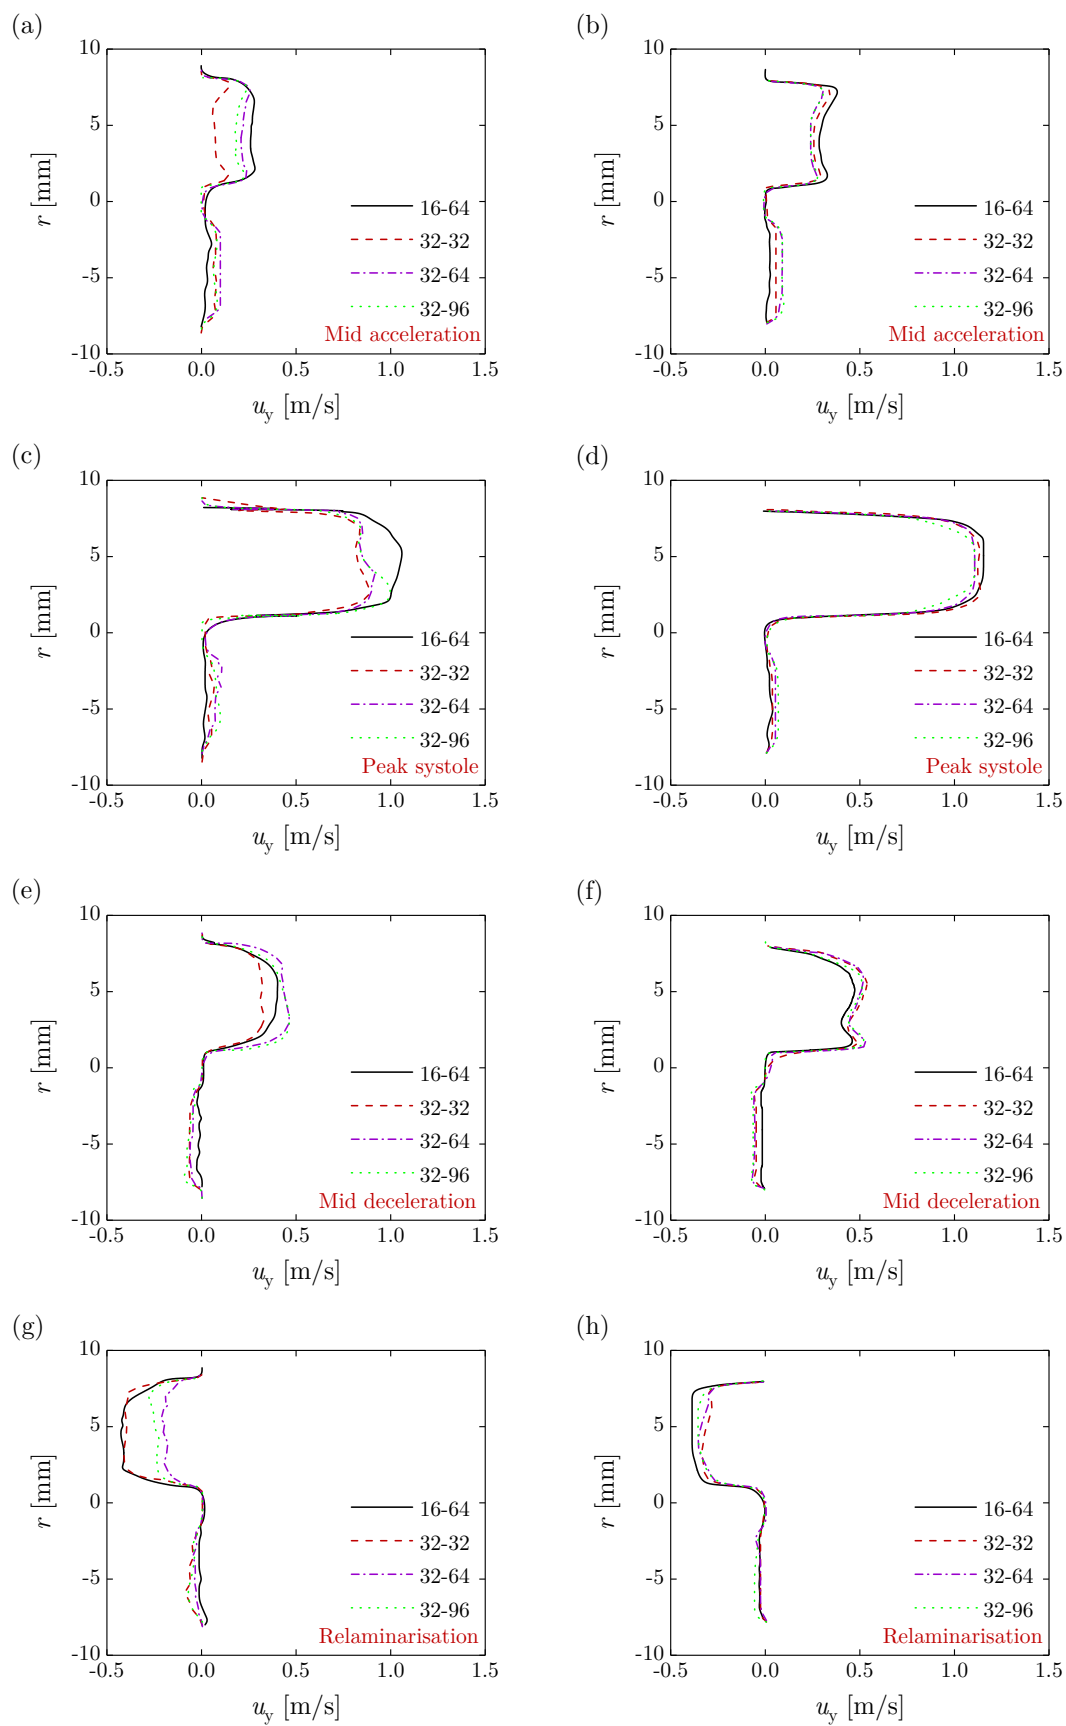 (a)
(b)
10
5
0
-5
-10
r [mm]
16-64
32-32
32-64
32-96
Mid acceleration
-0.5 0.0 0.5 1.0 1.5
u_y [m/s]
10
5
0
-5
-10
r [mm]
16-64
32-32
32-64
32-96
Mid acceleration
-0.5 0.0 0.5 1.0 1.5
u_y [m/s]
(c)
(d)
10
5
0
-5
-10
r [mm]
16-64
32-32
32-64
32-96
Peak systole
-0.5 0.0 0.5 1.0 1.5
u_y [m/s]
10
5
0
-5
-10
r [mm]
16-64
32-32
32-64
32-96
Peak systole
-0.5 0.0 0.5 1.0 1.5
u_y [m/s]
(e)
(f)
10
5
0
-5
-10
r [mm]
16-64
32-32
32-64
32-96
Mid deceleration
-0.5 0.0 0.5 1.0 1.5
u_y [m/s]
10
5
0
-5
-10
r [mm]
16-64
32-32
32-64
32-96
Mid deceleration
-0.5 0.0 0.5 1.0 1.5
u_y [m/s]
(g)
(h)
10
5
0
-5
-10
r [mm]
16-64
32-32
32-64
32-96
Relaminarisation
-0.5 0.0 0.5 1.0 1.5
u_y [m/s]
10
5
0
-5
-10
r [mm]
16-64
32-32
32-64
32-96
Relaminarisation
-0.5 0.0 0.5 1.0 1.5
u_y [m/s]